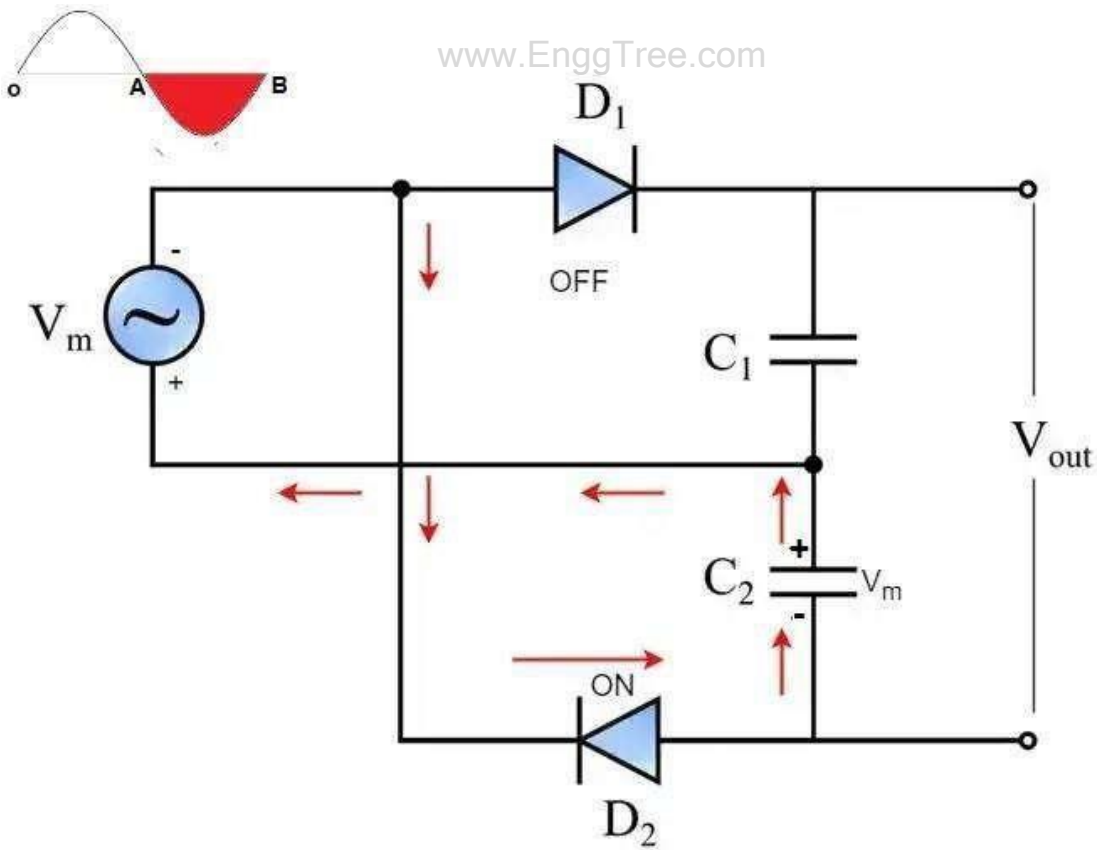 www.EnggTree.com
o A B
D1
OFF
-
Vm
+
C1
Vout
+
C2 Vm
-
ON
D2